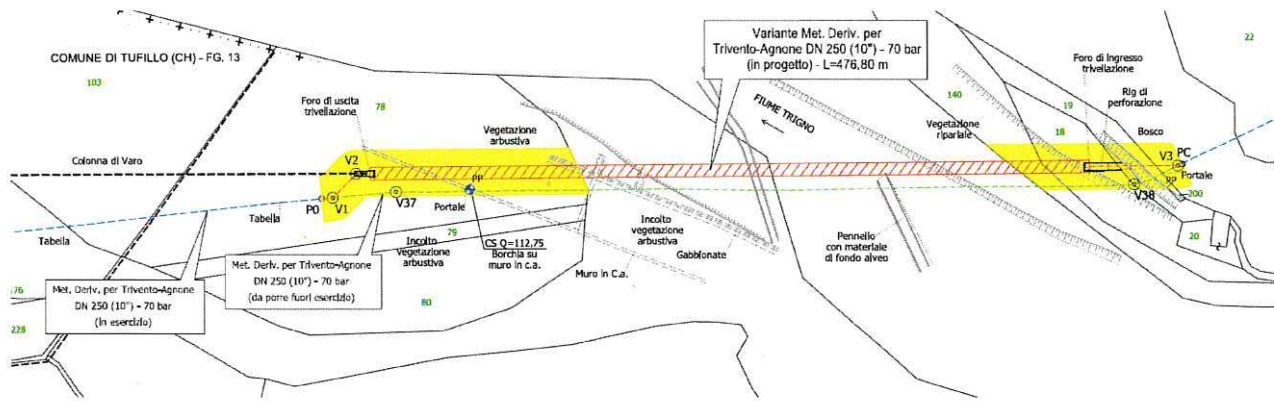 COMUNE DI TUFILLO (CH) - FG. 13
103
Foro di uscita
trivellazione
78
Vegetazione
arbustiva
Variante Met. Deriv. per
Trivento-Agnone DN 250 (10") - 70 bar
(in progetto) - L=476,80 m
FIUME TRIGNO
140
Foro di ingresso
trivellazione
22
19
Rig di
perforazione
18
Bosco
Vegetazione
ripariale
Colonna di Varo
V2
V3
PC
Portale
PP
200
P0
V1
V37
PP
Portale
V38
Tabella
Tabella
79
Incolto
vegetazione
arbustiva
CS Q=112,75
Borchia su
muro in c.a.
Incolto
vegetazione
arbustiva
Gabbionate
Muro in C.a.
Pennello
con materiale
di fondo alveo
20
Met. Deriv. per Trivento-Agnone
DN 250 (10") - 70 bar
(in esercizio)
Met. Deriv. per Trivento-Agnone
DN 250 (10") - 70 bar
(da porre fuori esercizio)
80
176
228